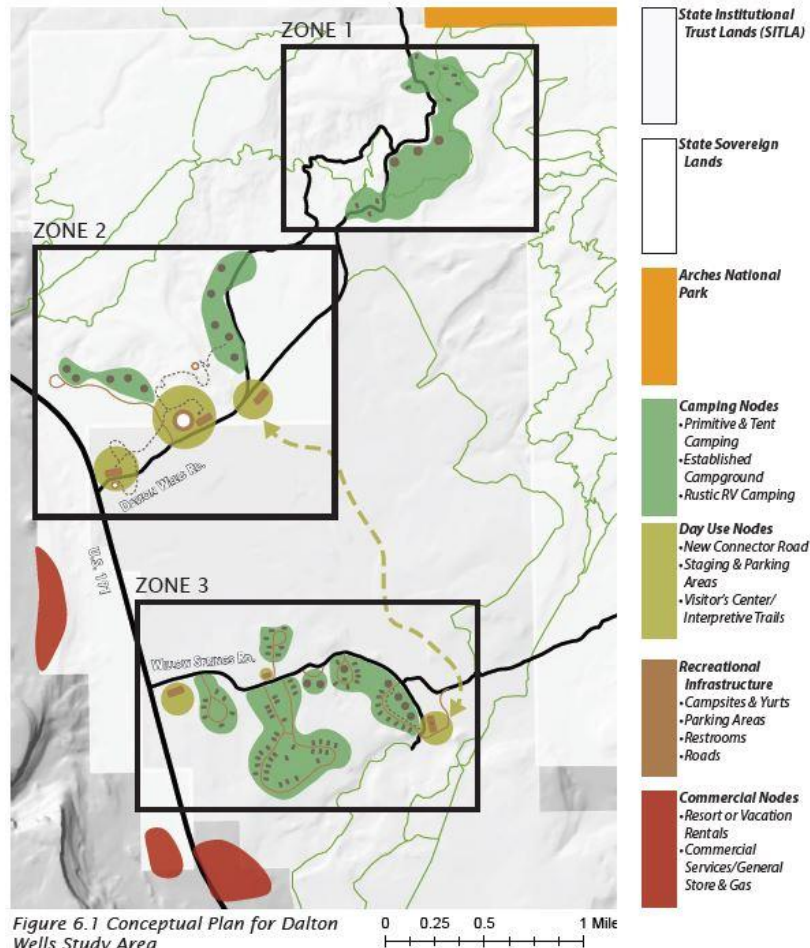 ZONE 1
ZONE 2
DALTON WELLS RD.
U.S. 191
ZONE 3
WILLOW SPRINGS RD.
State Institutional
Trust Lands (SITLA)
State Sovereign
Lands
Arches National
Park
Camping Nodes
•Primitive & Tent
Camping
•Established
Campground
•Rustic RV Camping
Day Use Nodes
•New Connector Road
•Staging & Parking
Areas
•Visitor's Center/
Interpretive Trails
Recreational
Infrastructure
•Campsites & Yurts
•Parking Areas
•Restrooms
•Roads
Commercial Nodes
•Resort or Vacation
Rentals
•Commercial
Services/General
Store & Gas
Figure 6.1 Conceptual Plan for Dalton
Wells Study Area
0 0.25 0.5 1 Mile